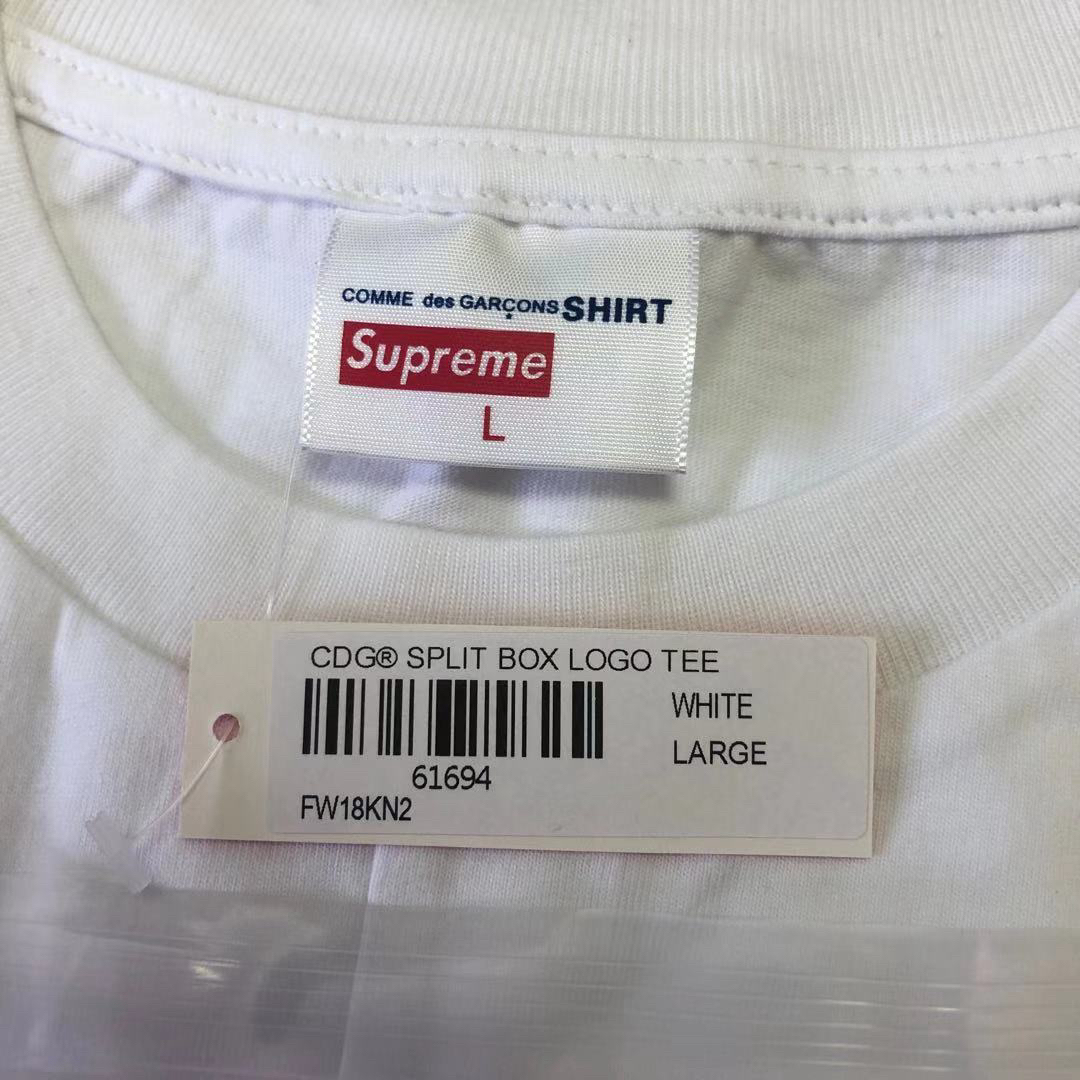 COMME des GARÇONS SHIRT
Supreme
L
CDG® SPLIT BOX LOGO TEE
WHITE
LARGE
61694
FW18KN2